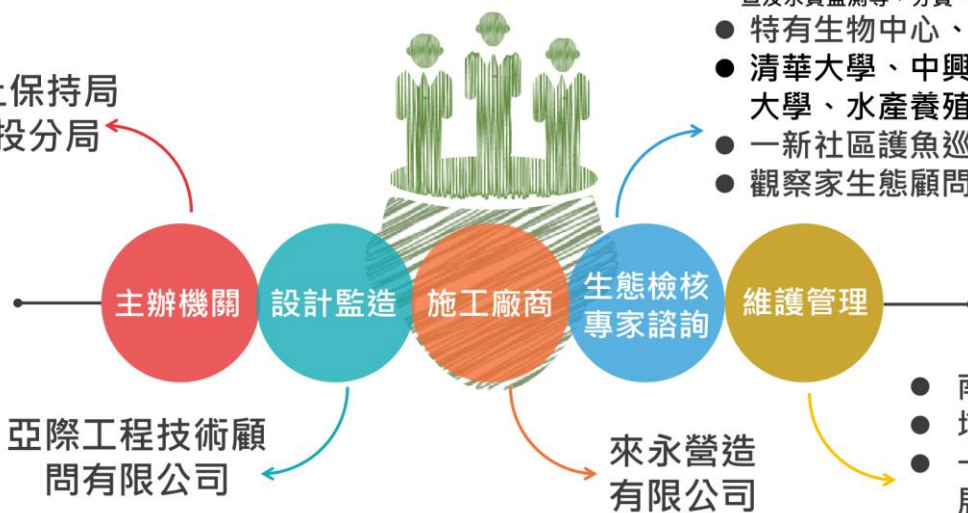 特有生物中心、
清華大學、中興
大學、水產養殖
一新社區護魚巡
觀察家生態顧問
保持局
投分局
主辦機關
設計監造
施工廠商
生態檢核
專家諮詢
維護管理
亞際工程技術顧
問有限公司
來永營造
有限公司